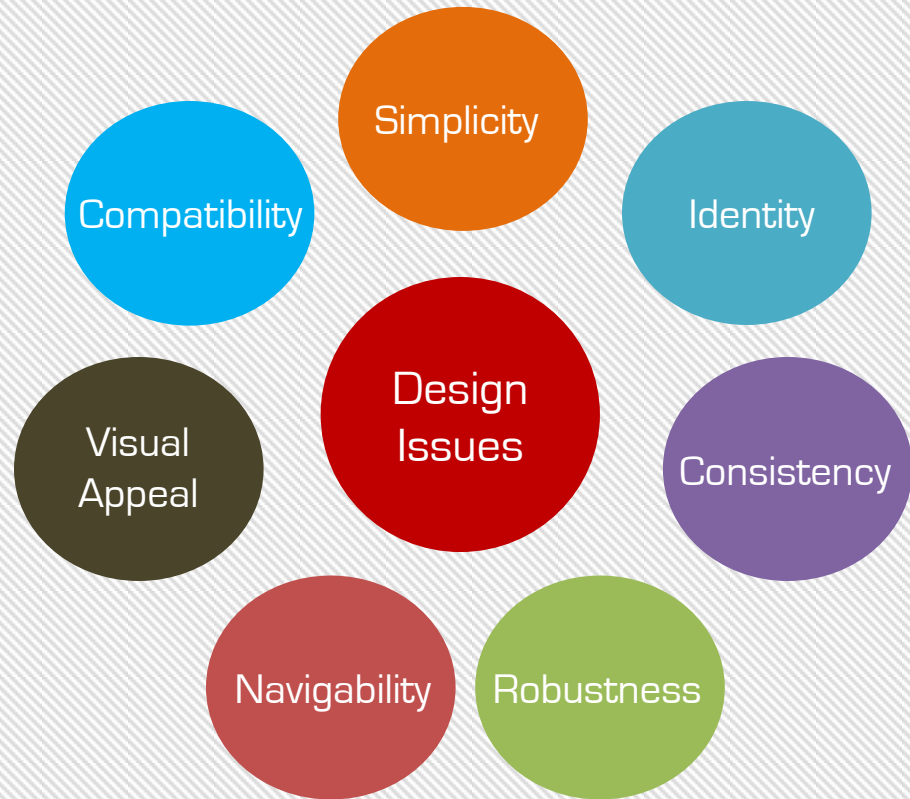 Simplicity
Compatibility
Identity
Design
Issues
Visual
Appeal
Consistency
Navigability
Robustness